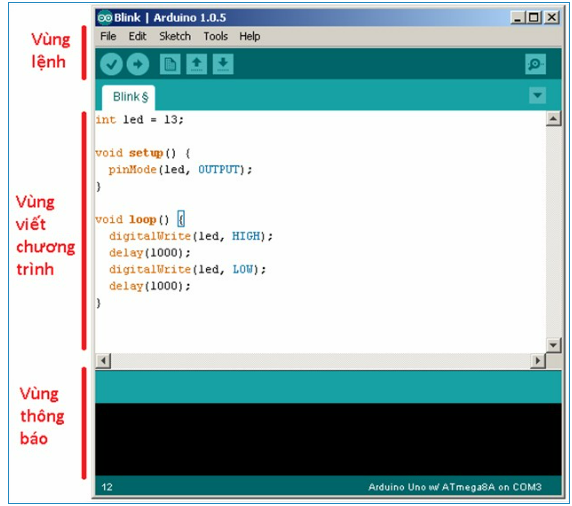 Blink | Arduino 1.0.5
File Edit Sketch Tools Help
Vùng
lệnh
Blink §
int led = 13;
void setup() {
pinMode(led, OUTPUT);
}
void loop() {
digitalWrite(led, HIGH);
delay(1000);
digitalWrite(led, LOW);
delay(1000);
}
Vùng
viết
chương
trình
Vùng
thông
báo
12
Arduino Uno w/ ATmega8A on COM3